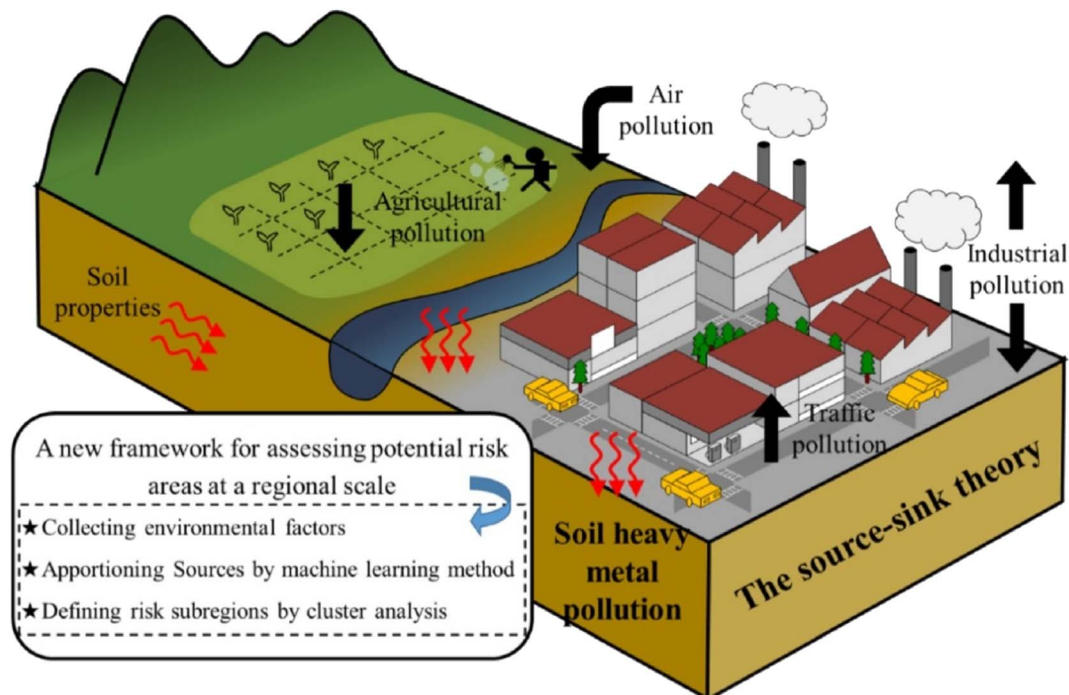 Air
pollution
Agricultural
pollution
Industrial
pollution
Soil
properties
Traffic
pollution
A new framework for assessing potential risk
areas at a regional scale
★Collecting environmental factors
★Apportioning Sources by machine learning method
★Defining risk subregions by cluster analysis
Soil heavy
metal
pollution
The source-sink theory